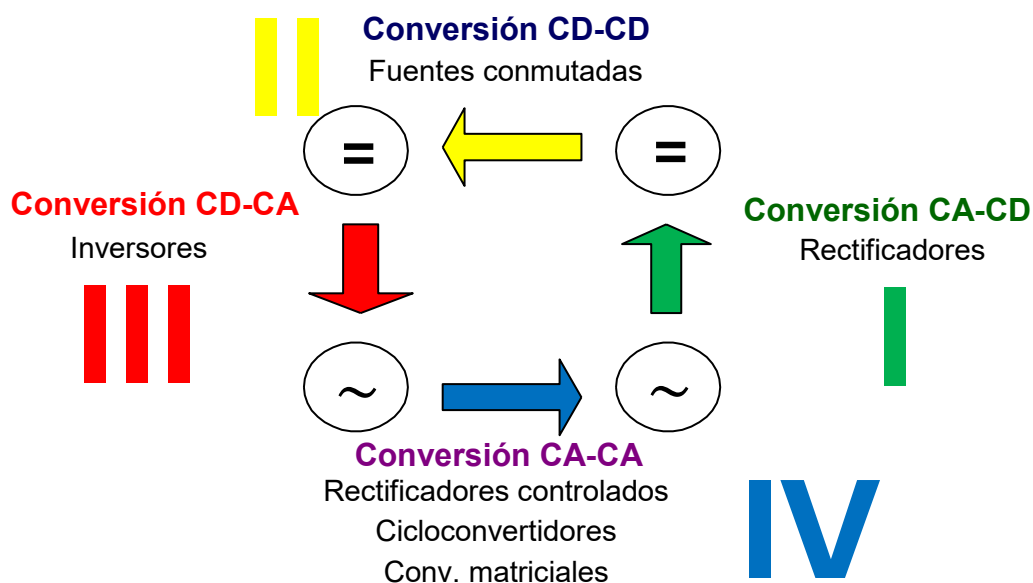 II
Conversión CD-CD
Fuentes conmutadas
=
=
Conversión CD-CA
Inversores
III
Conversión CA-CD
Rectificadores
I
~
~
Conversión CA-CA
Rectificadores controlados
Cicloconvertidores
Conv. matriciales
IV